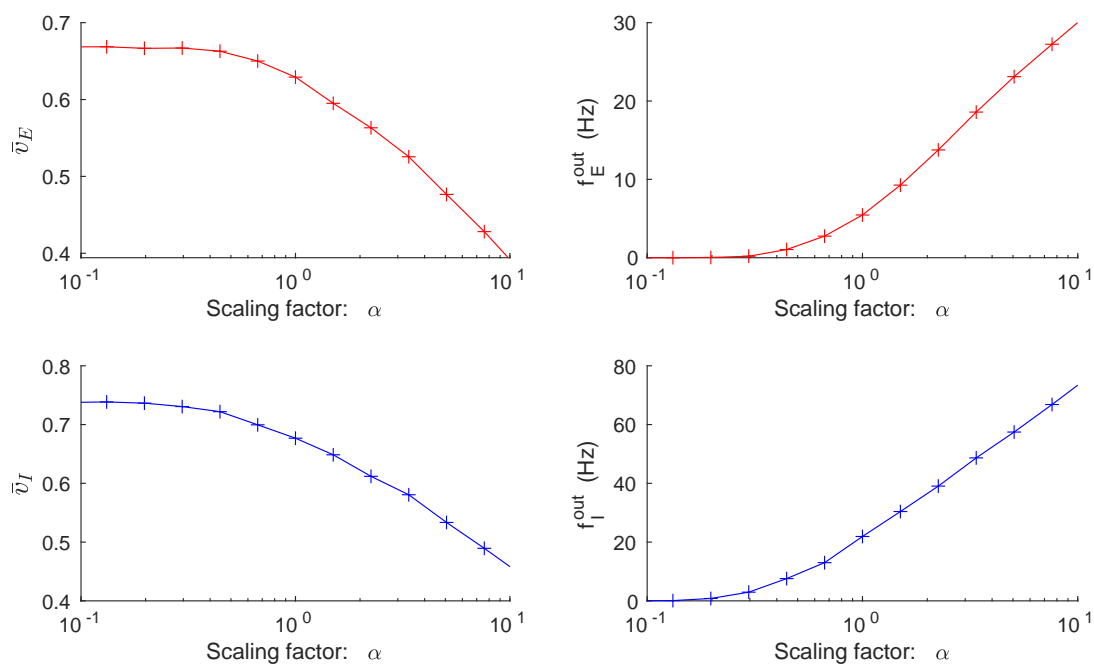 0.7
0.6
0.5
0.4
v̄_E
10^-1 10^0 10^1
Scaling factor: α
30
20
10
0
f_E^out (Hz)
10^-1 10^0 10^1
Scaling factor: α
0.8
0.7
0.6
0.5
0.4
v̄_I
10^-1 10^0 10^1
Scaling factor: α
80
60
40
20
0
f_I^out (Hz)
10^-1 10^0 10^1
Scaling factor: α